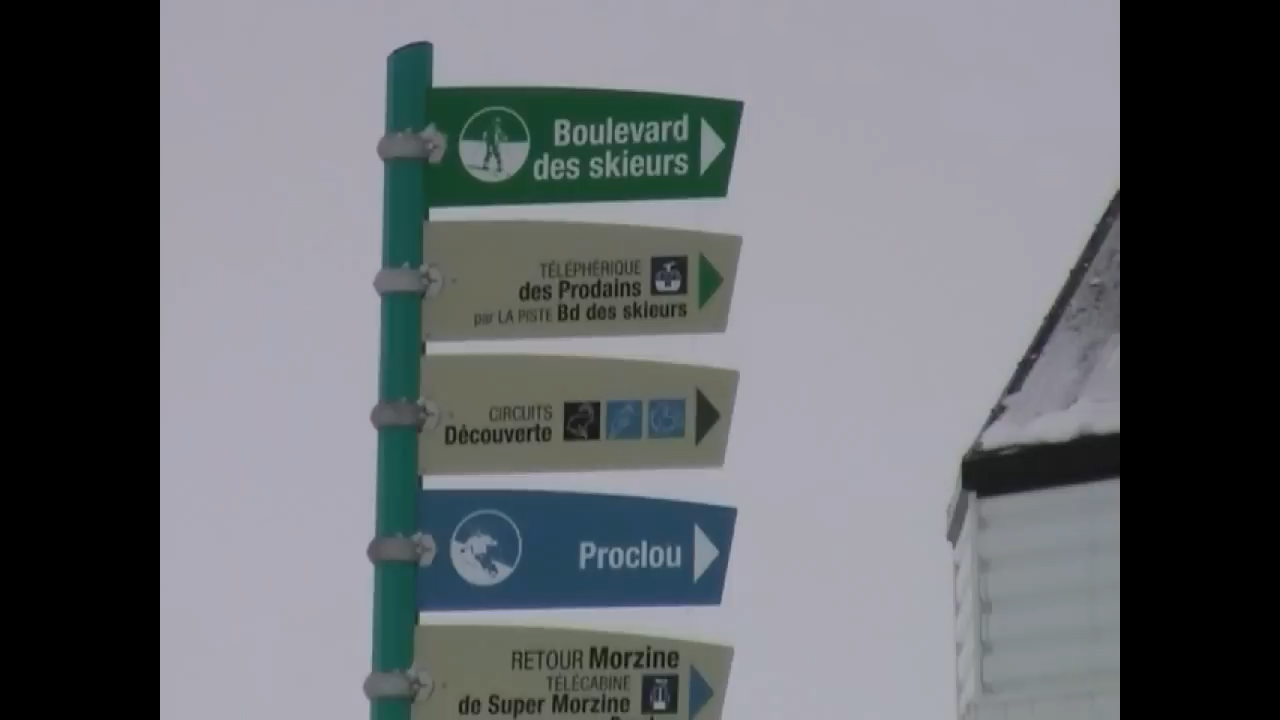 Boulevard
des skieurs
TÉLÉPHÉRIQUE
des Prodains
par LA PISTE Bd des skieurs
CIRCUITS
Découverte
Proclou
RETOUR Morzine
TÉLÉCABINE
de Super Morzine